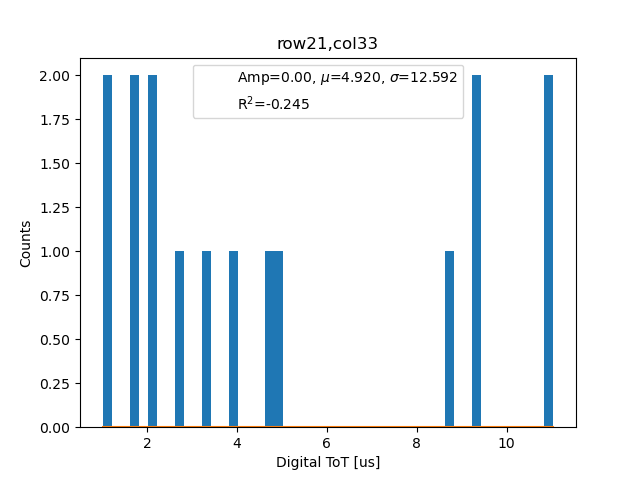 row21,col33
Amp=0.00, μ=4.920, σ=12.592
R²=-0.245
2.00
1.75
1.50
1.25
1.00
0.75
0.50
0.25
0.00
Counts
2 4 6 8 10
Digital ToT [us]